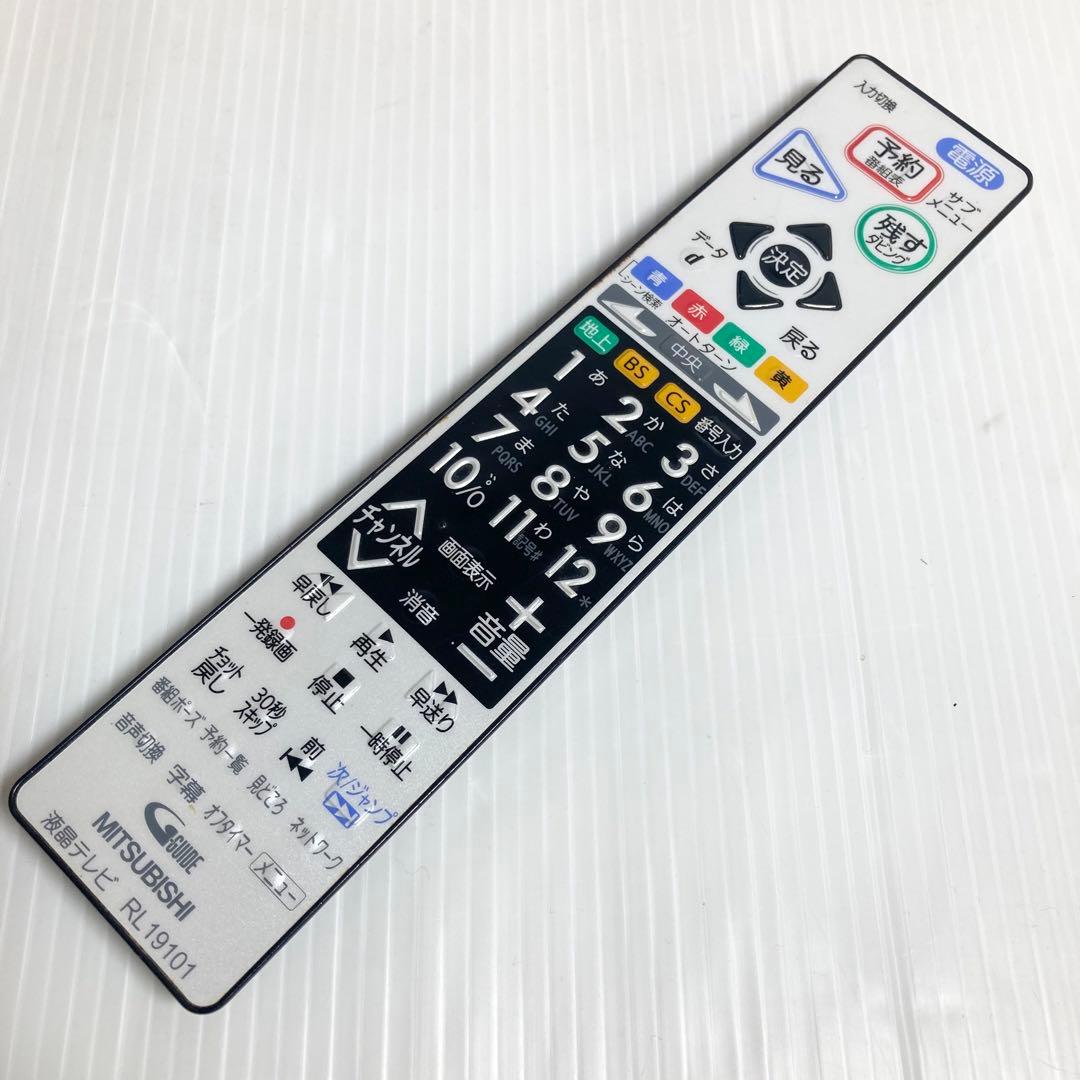 入力切換
電源
見る
予約
番組表
サブ
メニュー
残す
ダビング
データ
d
決定
戻る
青
赤
緑
黄
シーン検索
オートターン
中央
地上
BS
CS
番号入力
1 あ
2 か ABC
3 さ DEF
4 た GHI
5 な JKL
6 は MNO
7 ま PQRS
8 や TUV
9 ら WXYZ
10/0 。、
11 わ 記号#
12 *
チャンネル
画面表示
+
音量
−
消音
早戻し
再生
早送り
一発録画
停止
一時停止
チョット
戻し
30秒
スキップ
前
次/ジャンプ
番組ポーズ
予約一覧
見どころ
ネットワーク
音声切換
字幕
オフタイマー
メニュー
G GUIDE
MITSUBISHI
液晶テレビ RL19101